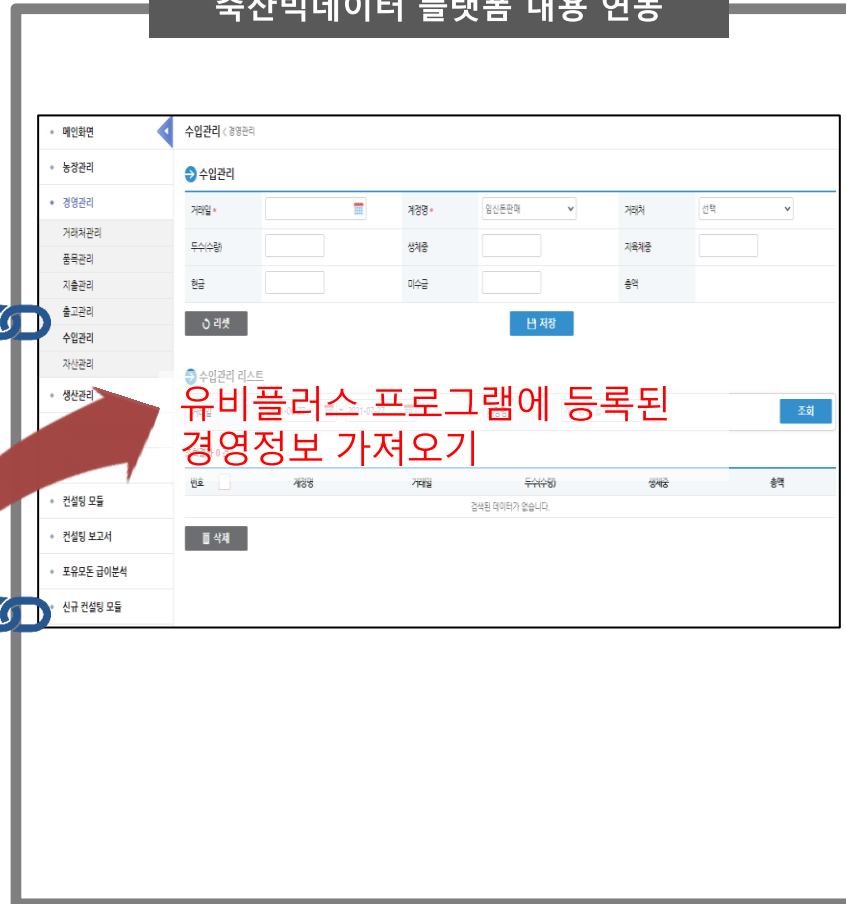 축산빅데이터 플랫폼 내용 연동
메인화면
수입관리 < 경영관리
농장관리
수입관리
경영관리
거래일 *
계정명 *
임신돈판매
거래처
선택
거래처관리
두수(수량)
생체중
지육체중
품목관리
지출관리
현금
미수금
총액
출고관리
리셋
저장
수입관리
자산관리
수입관리 리스트
생산관리
유비플러스 프로그램에 등록된
조회
경영정보 가져오기
번호
계정명
거래일
두수(수량)
생체중
총액
컨설팅 모듈
검색된 데이터가 없습니다.
컨설팅 보고서
삭제
포유모돈 급이분석
신규 컨설팅 모듈